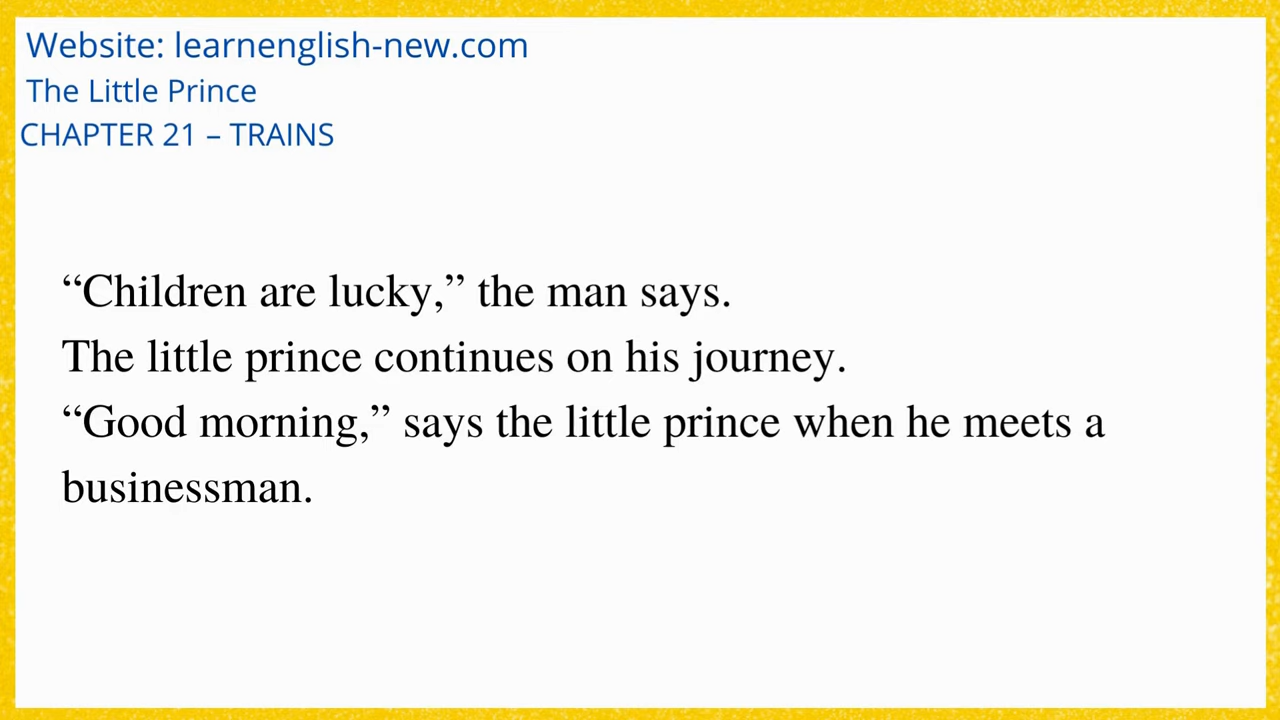 Website: learnenglish-new.com
The Little Prince
CHAPTER 21 – TRAINS
“Children are lucky,” the man says.
The little prince continues on his journey.
“Good morning,” says the little prince when he meets a
businessman.